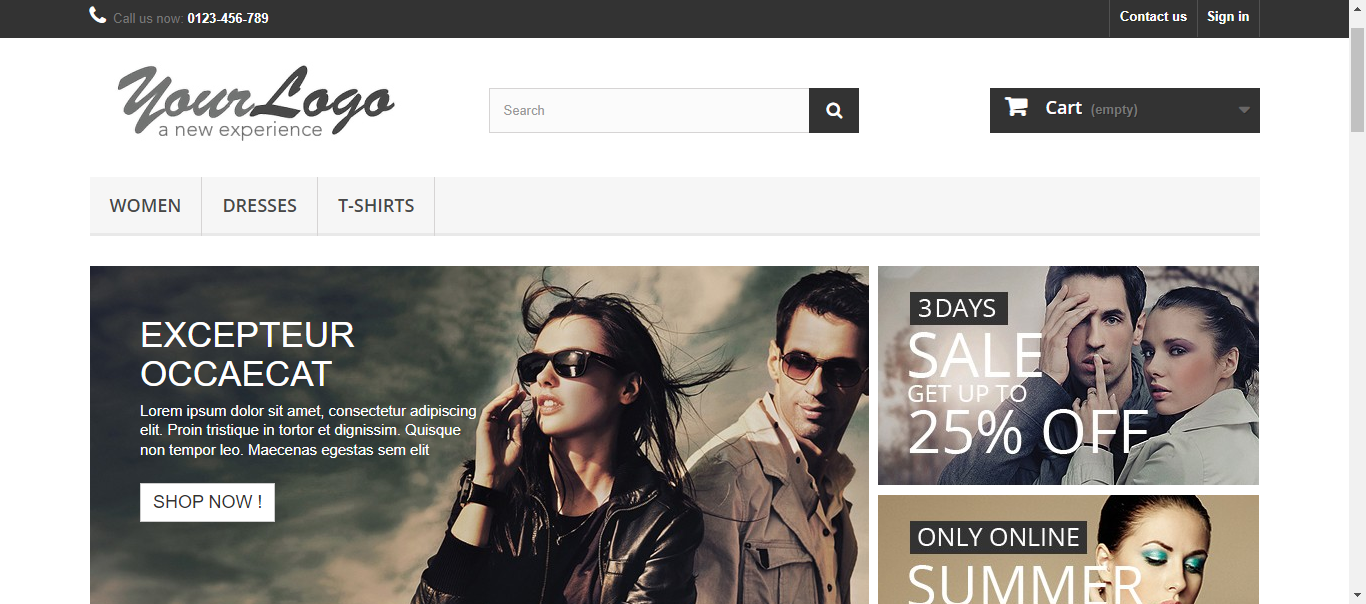 Call us now: 0123-456-789
Contact us
Sign in
YourLogo
a new experience
Search
Cart (empty)
WOMEN
DRESSES
T-SHIRTS
EXCEPTEUR
OCCAECAT
Lorem ipsum dolor sit amet, consectetur adipiscing
elit. Proin tristique in tortor et dignissim. Quisque
non tempor leo. Maecenas egestas sem elit
SHOP NOW !
3 DAYS
SALE
GET UP TO
25% OFF
ONLY ONLINE
SUMMER